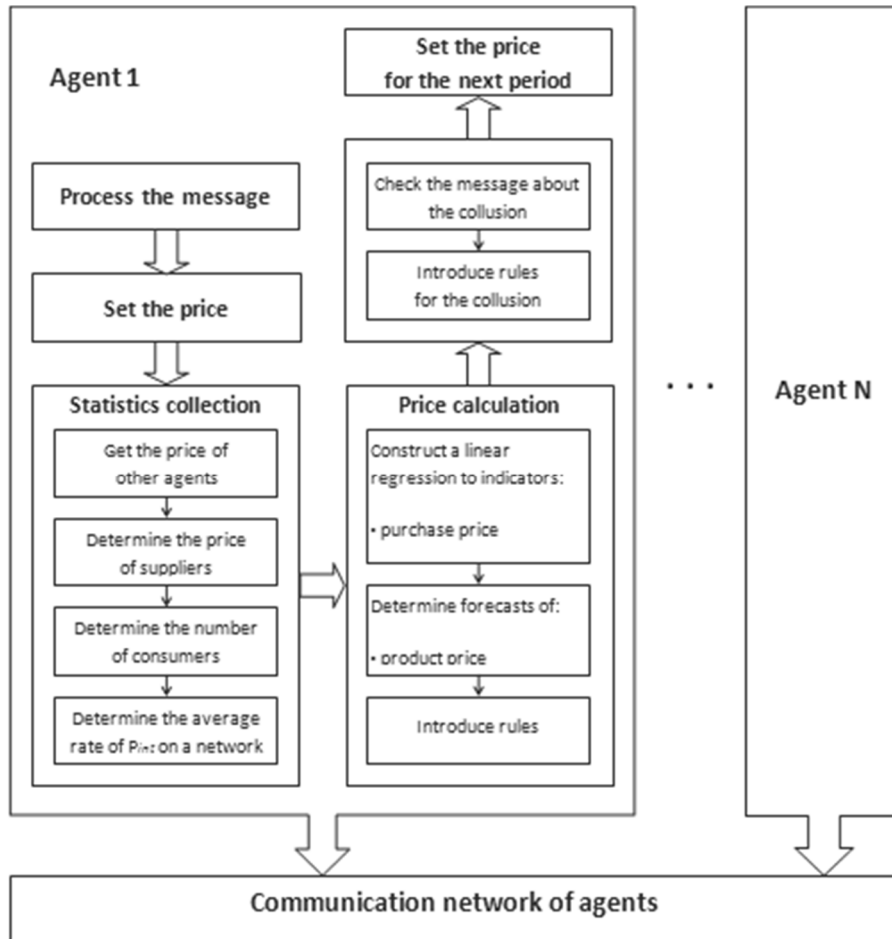 Agent 1
Process the message
Set the price
Statistics collection
Get the price of
other agents
Determine the price
of suppliers
Determine the number
of consumers
Determine the average
rate of Pint on a network
Set the price
for the next period
Check the message about
the collusion
Introduce rules
for the collusion
Price calculation
Construct a linear
regression to indicators:
• purchase price
Determine forecasts of:
• product price
Introduce rules
. . .
Agent N
Communication network of agents